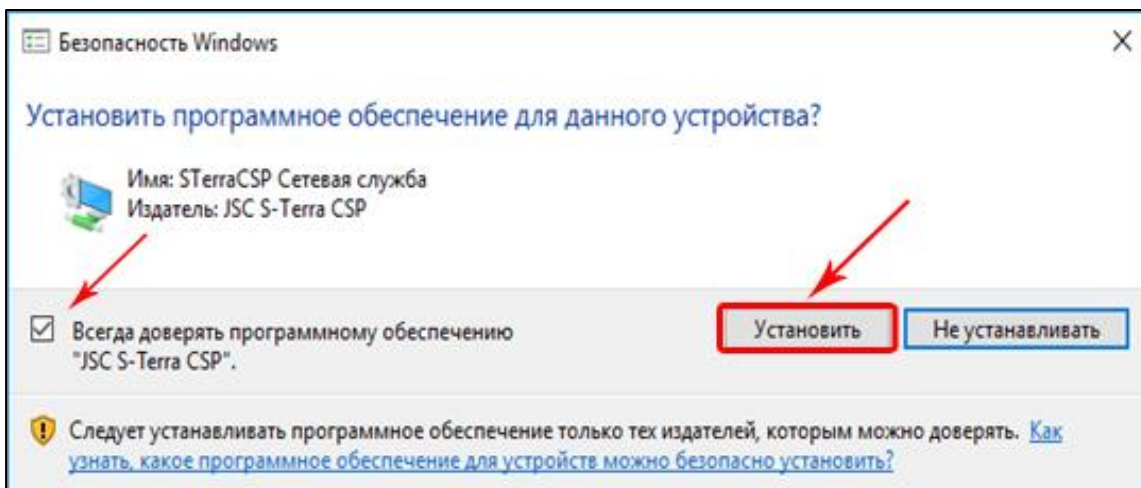 Безопасность Windows
Установить программное обеспечение для данного устройства?
Имя: STerraCSP Сетевая служба
Издатель: JSC S-Terra CSP
Всегда доверять программному обеспечению
"JSC S-Terra CSP".
Установить
Не устанавливать
Следует устанавливать программное обеспечение только тех издателей, которым можно доверять. Как
узнать, какое программное обеспечение для устройств можно безопасно установить?